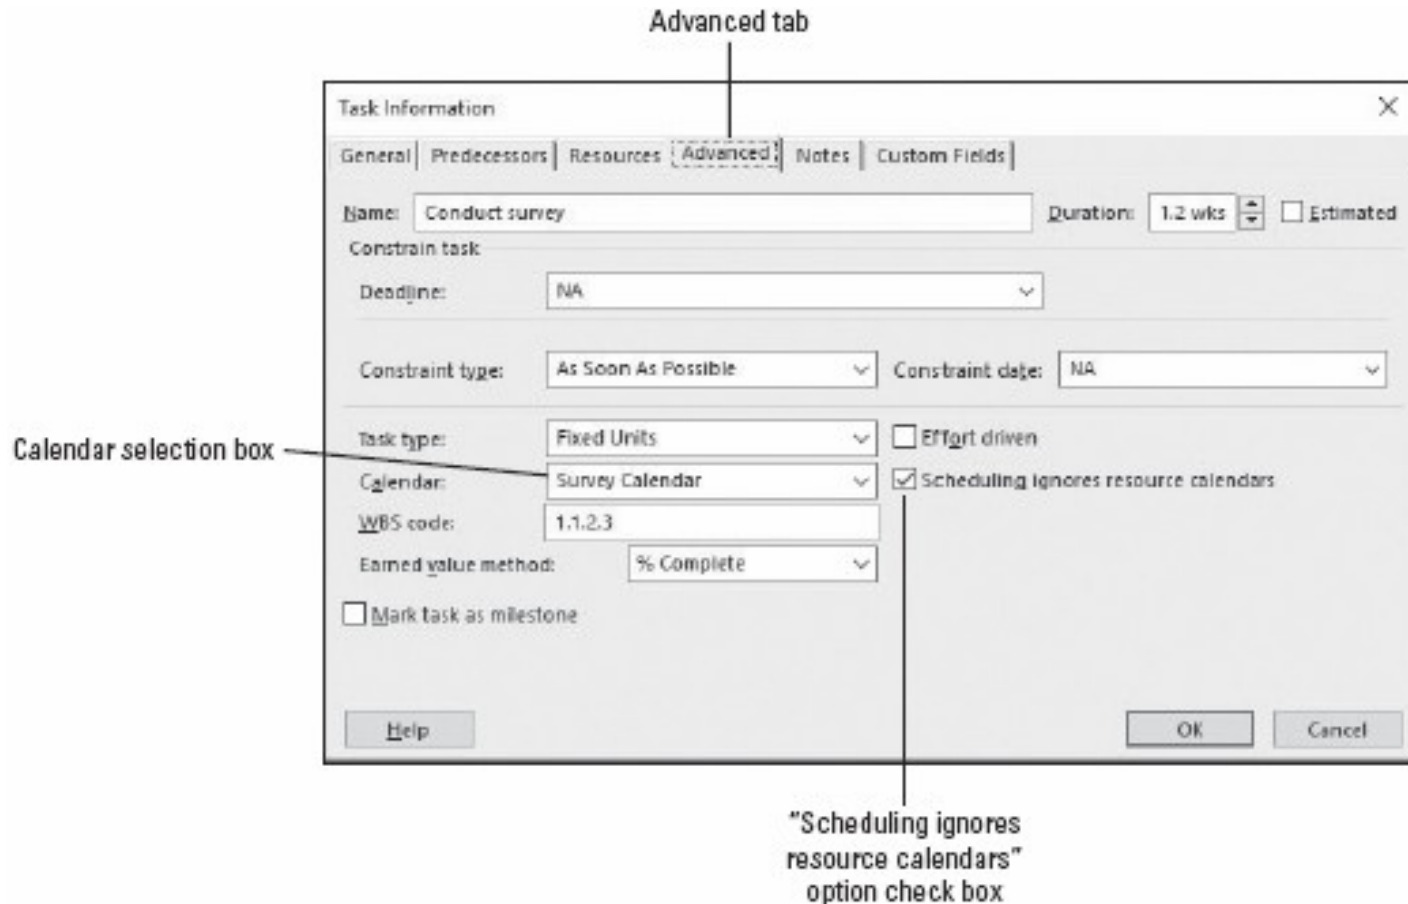 Advanced tab
Task Information
General Predecessors Resources Advanced Notes Custom Fields
Name: Conduct survey Duration: 1.2 wks Estimated
Constrain task
Deadline: NA
Constraint type: As Soon As Possible Constraint date: NA
Task type: Fixed Units Effort driven
Calendar selection box
Calendar: Survey Calendar Scheduling ignores resource calendars
WBS code: 1.1.2.3
Earned value method: % Complete
Mark task as milestone
Help OK Cancel
"Scheduling ignores
resource calendars"
option check box